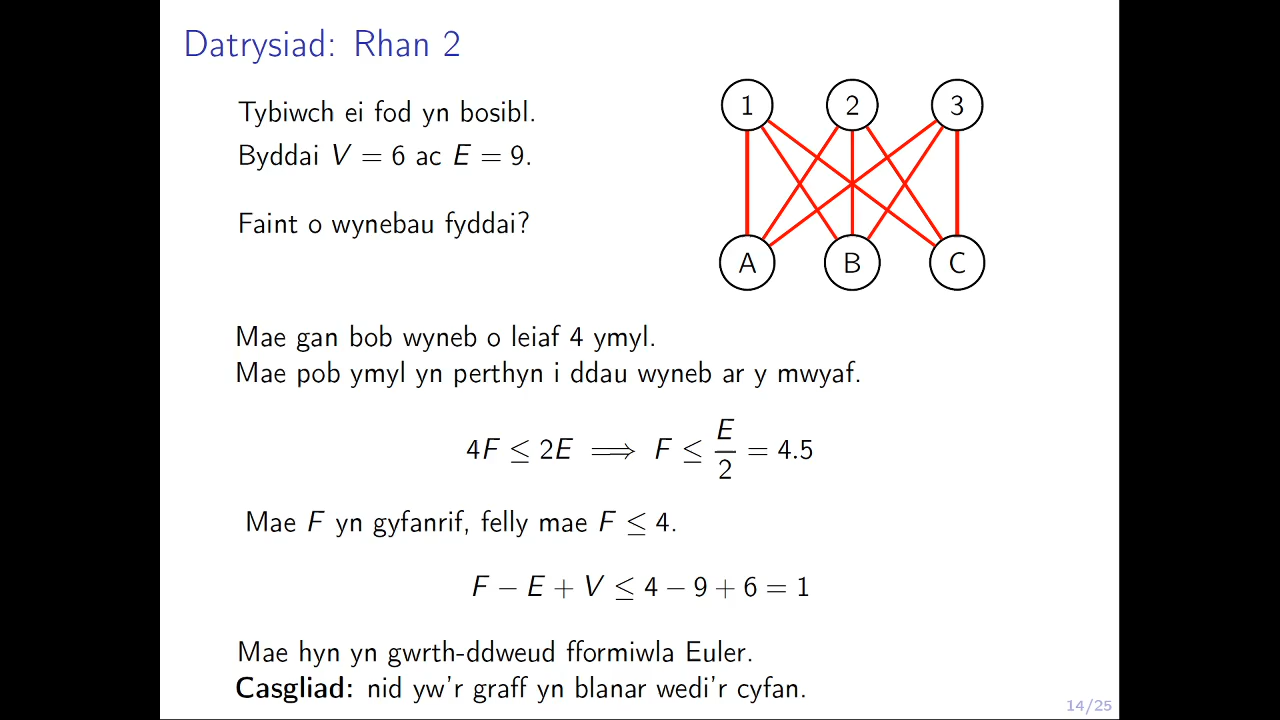 Datrysiad: Rhan 2
Tybiwch ei fod yn bosibl.
Byddai V = 6 ac E = 9.
Faint o wynebau fyddai?
1 2 3
A B C
Mae gan bob wyneb o leiaf 4 ymyl.
Mae pob ymyl yn perthyn i ddau wyneb ar y mwyaf.
4F ≤ 2E ⟹ F ≤ E/2 = 4.5
Mae F yn gyfanrif, felly mae F ≤ 4.
F − E + V ≤ 4 − 9 + 6 = 1
Mae hyn yn gwrth-ddweud fformiwla Euler.
Casgliad: nid yw'r graff yn blanar wedi'r cyfan.
14/25